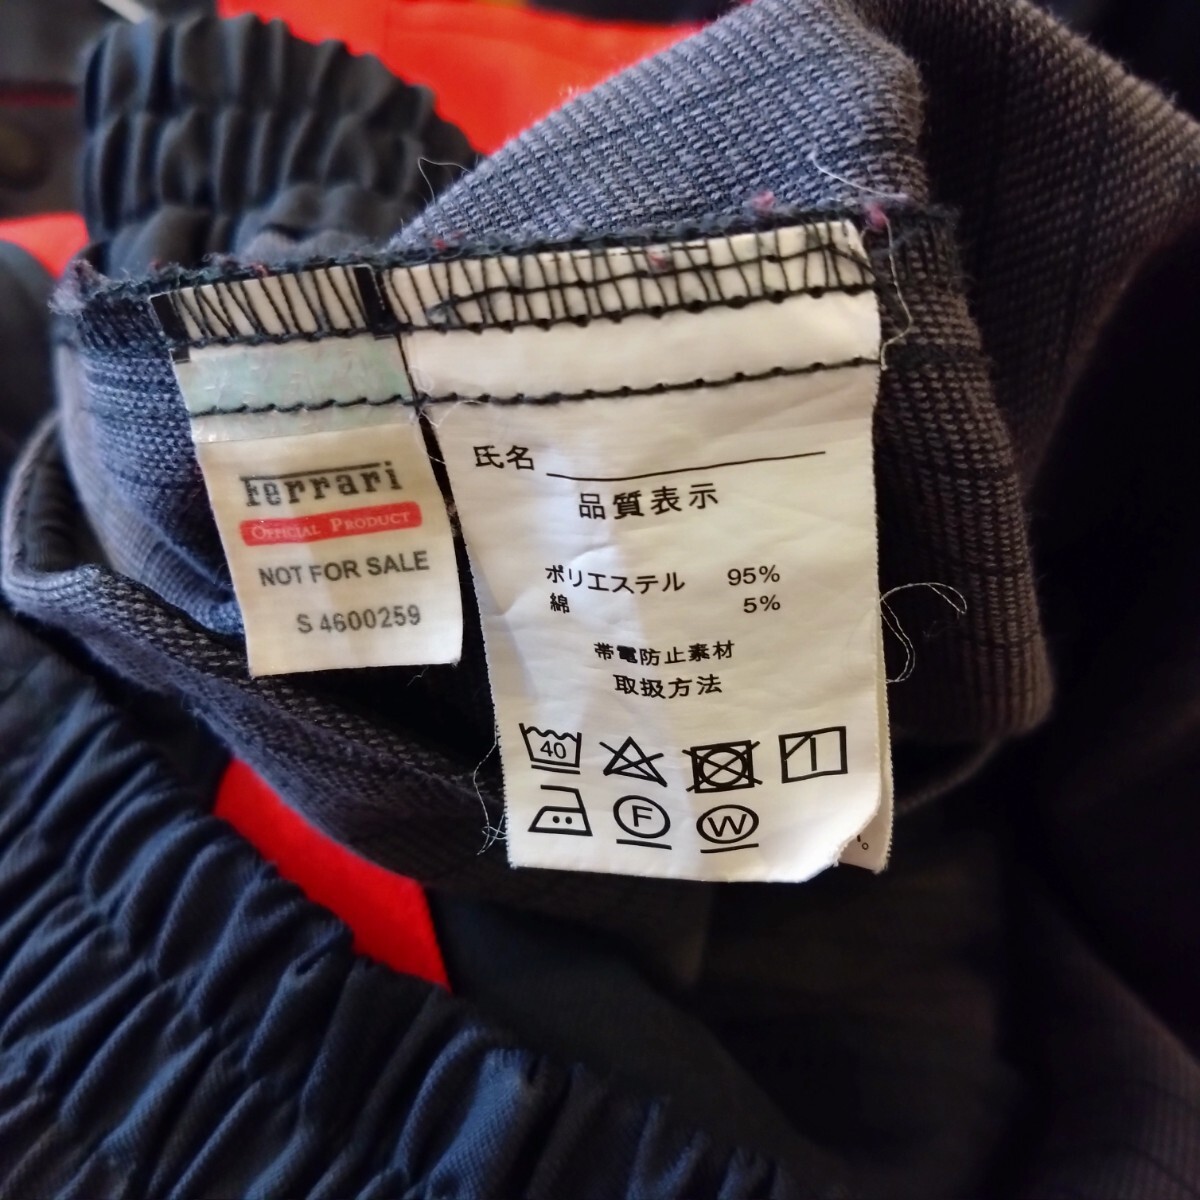 Ferrari
OFFICIAL PRODUCT
NOT FOR SALE
S 4600259
氏名
品質表示
ポリエステル 95%
綿 5%
帯電防止素材
取扱方法
40
F
W